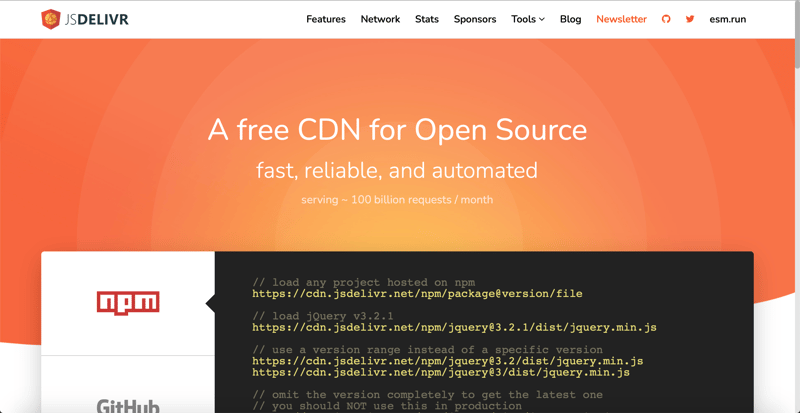 JSDELIVR
Features Network Stats Sponsors Tools Blog Newsletter esm.run
A free CDN for Open Source
fast, reliable, and automated
serving ~ 100 billion requests / month
npm
// load any project hosted on npm
https://cdn.jsdelivr.net/npm/package@version/file
// load jQuery v3.2.1
https://cdn.jsdelivr.net/npm/jquery@3.2.1/dist/jquery.min.js
// use a version range instead of a specific version
https://cdn.jsdelivr.net/npm/jquery@3.2/dist/jquery.min.js
https://cdn.jsdelivr.net/npm/jquery@3/dist/jquery.min.js
// omit the version completely to get the latest one
// you should NOT use this in production
GitHub